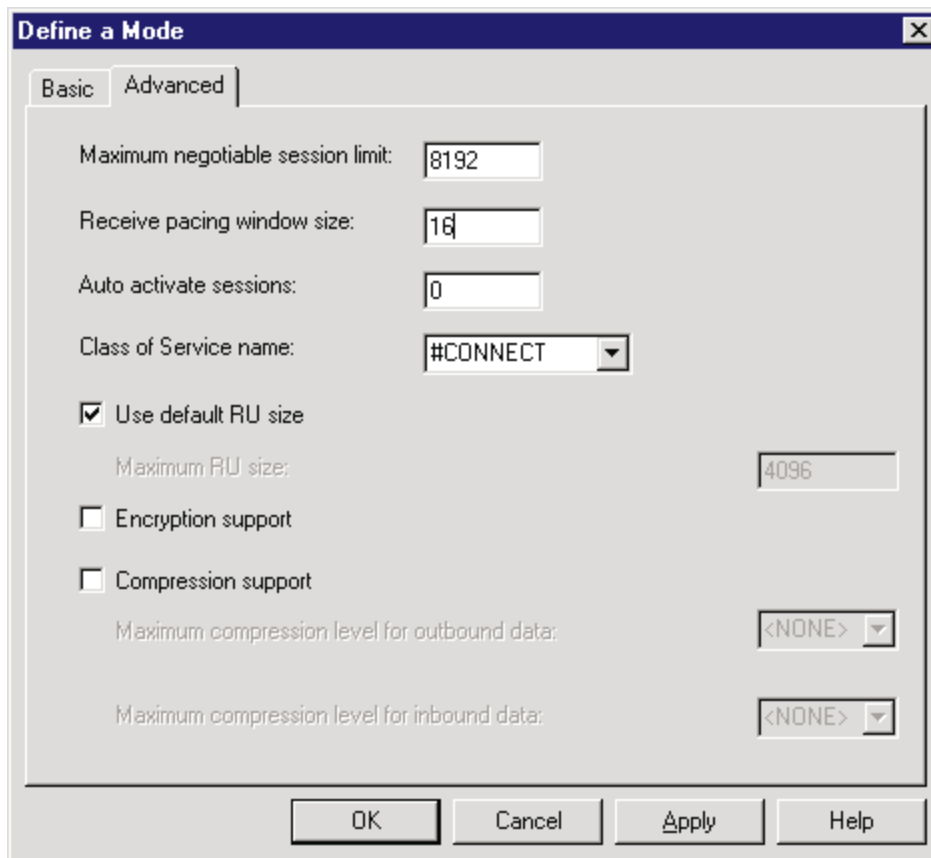 Define a Mode
Basic Advanced
Maximum negotiable session limit: 8192
Receive pacing window size: 16
Auto activate sessions: 0
Class of Service name: #CONNECT
Use default RU size
Maximum RU size: 4096
Encryption support
Compression support
Maximum compression level for outbound data: <NONE>
Maximum compression level for inbound data: <NONE>
OK Cancel Apply Help